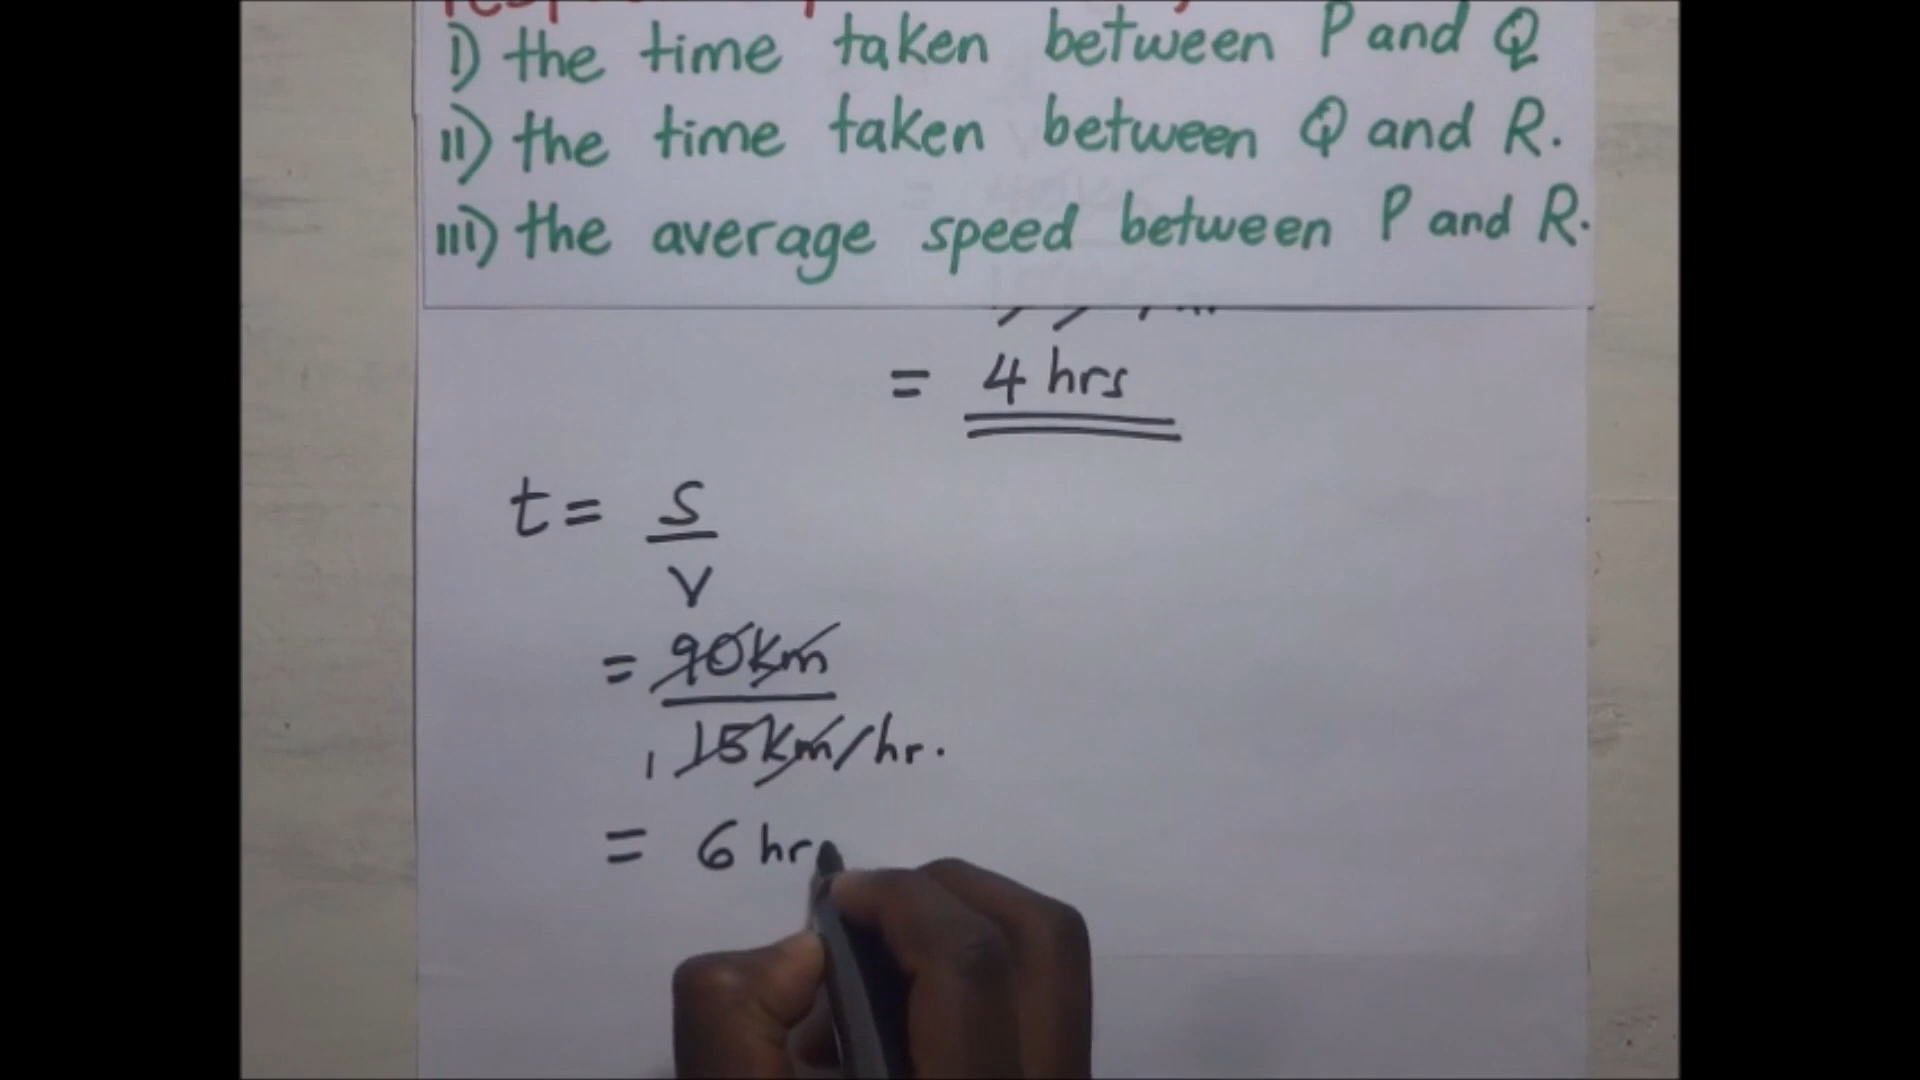 i) the time taken between P and Q
ii) the time taken between Q and R.
iii) the average speed between P and R.
= 4 hrs
t = s
v
= 90km
1 15km/hr.
= 6 hr